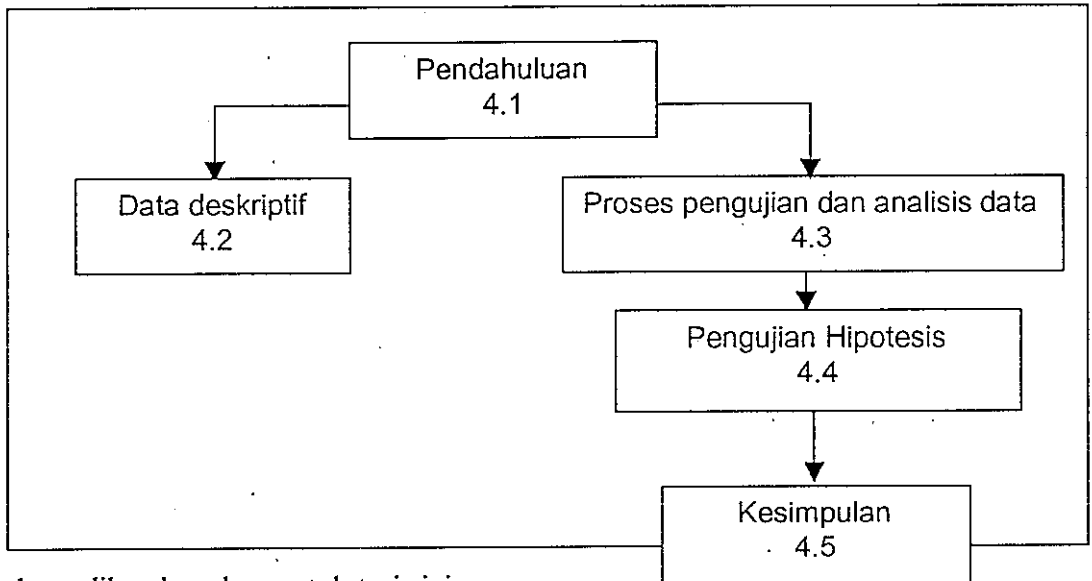 Pendahuluan
4.1
Data deskriptif
4.2
Proses pengujian dan analisis data
4.3
Pengujian Hipotesis
4.4
Kesimpulan
4.5